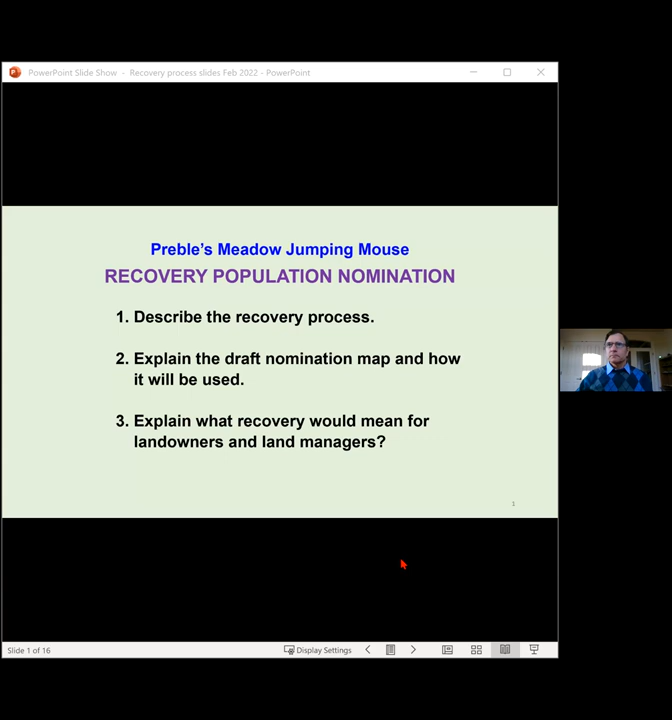 PowerPoint Slide Show - Recovery process slides Feb 2022 - PowerPoint
Preble's Meadow Jumping Mouse
RECOVERY POPULATION NOMINATION
1. Describe the recovery process.
2. Explain the draft nomination map and how
it will be used.
3. Explain what recovery would mean for
landowners and land managers?
1
Slide 1 of 16
Display Settings